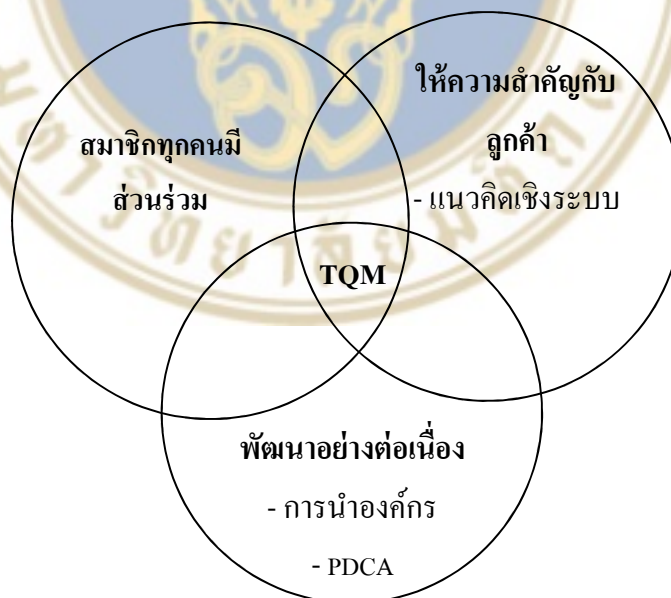 สมาชิกทุกคนมี
ส่วนร่วม
ให้ความสำคัญกับ
ลูกค้า
- แนวคิดเชิงระบบ
TQM
พัฒนาอย่างต่อเนื่อง
- การนำองค์กร
- PDCA